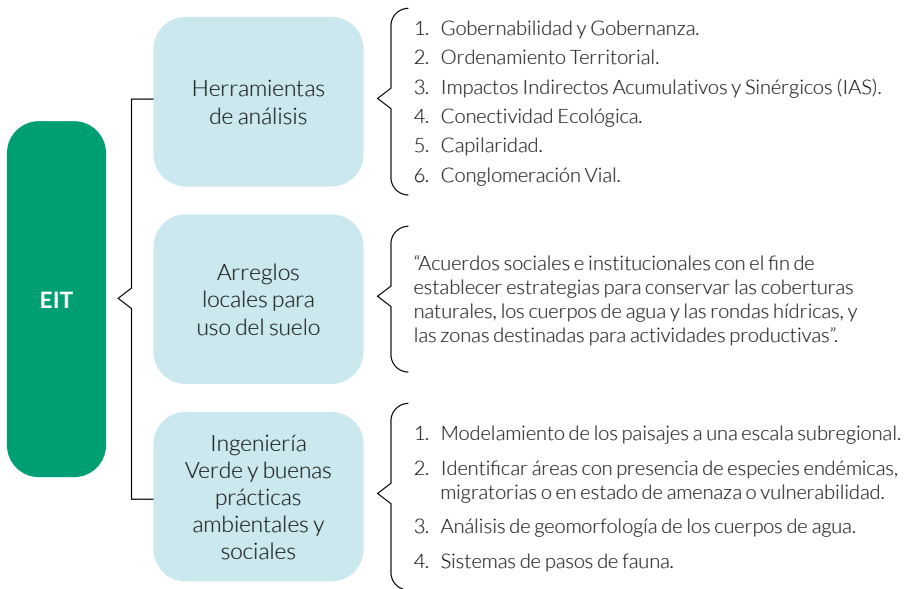 EIT
Herramientas
de análisis
1. Gobernabilidad y Gobernanza.
2. Ordenamiento Territorial.
3. Impactos Indirectos Acumulativos y Sinérgicos (IAS).
4. Conectividad Ecológica.
5. Capilaridad.
6. Conglomeración Vial.
Arreglos
locales para
uso del suelo
“Acuerdos sociales e institucionales con el fin de
establecer estrategias para conservar las coberturas
naturales, los cuerpos de agua y las rondas hídricas, y
las zonas destinadas para actividades productivas”.
Ingeniería
Verde y buenas
prácticas
ambientales y
sociales
1. Modelamiento de los paisajes a una escala subregional.
2. Identificar áreas con presencia de especies endémicas,
migratorias o en estado de amenaza o vulnerabilidad.
3. Análisis de geomorfología de los cuerpos de agua.
4. Sistemas de pasos de fauna.